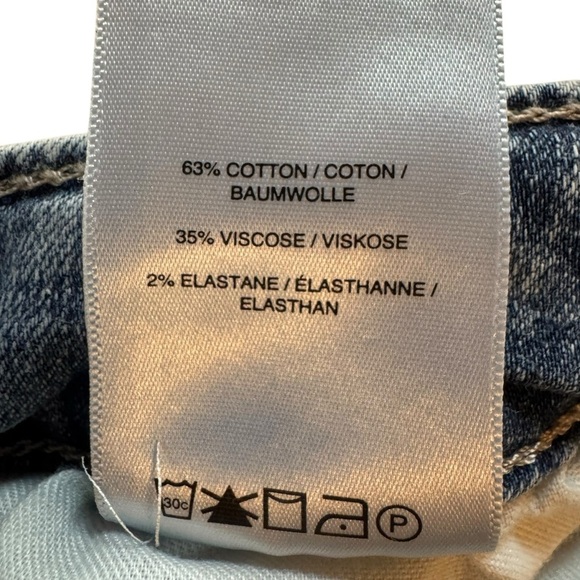 63% COTTON / COTON /
BAUMWOLLE
35% VISCOSE / VISKOSE
2% ELASTANE / ÉLASTHANNE /
ELASTHAN
30c P